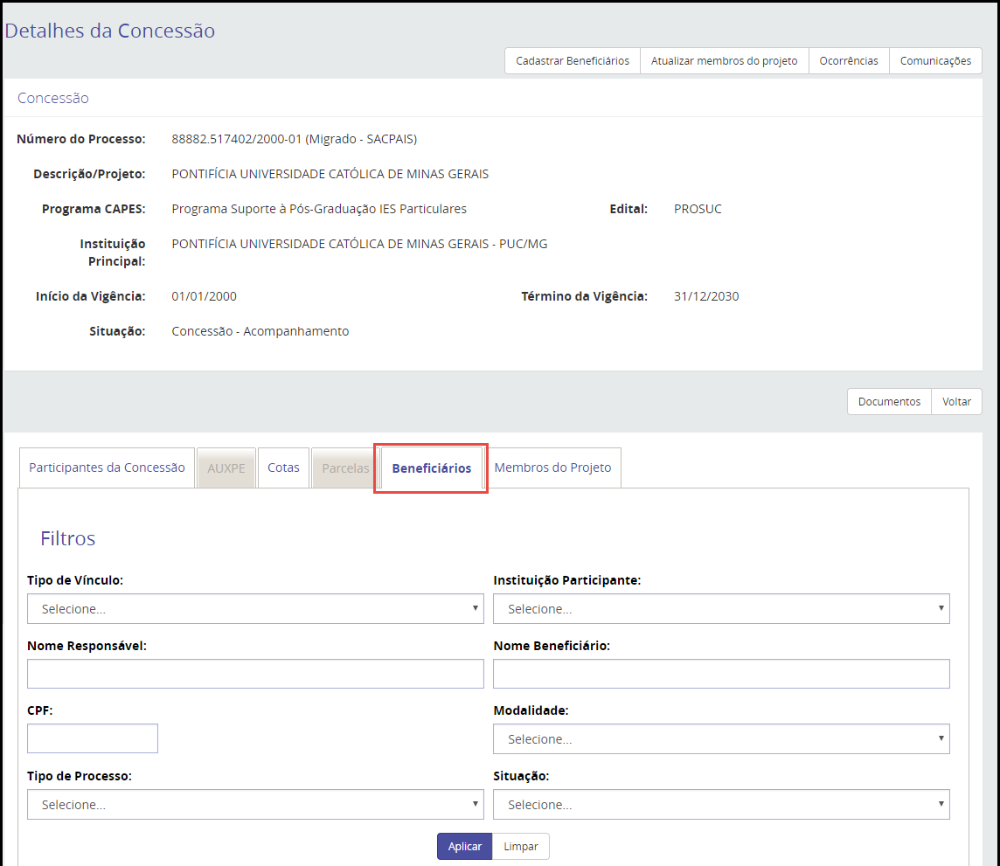 Detalhes da Concessão
Cadastrar Beneficiários Atualizar membros do projeto Ocorrências Comunicações
Concessão
Número do Processo: 88882.517402/2000-01 (Migrado - SACPAIS)
Descrição/Projeto: PONTIFÍCIA UNIVERSIDADE CATÓLICA DE MINAS GERAIS
Programa CAPES: Programa Suporte à Pós-Graduação IES Particulares Edital: PROSUC
Instituição Principal: PONTIFÍCIA UNIVERSIDADE CATÓLICA DE MINAS GERAIS - PUC/MG
Início da Vigência: 01/01/2000 Término da Vigência: 31/12/2030
Situação: Concessão - Acompanhamento
Documentos Voltar
Participantes da Concessão AUXPE Cotas Parcelas Beneficiários Membros do Projeto
Filtros
Tipo de Vínculo: Instituição Participante:
Selecione... Selecione...
Nome Responsável: Nome Beneficiário:
CPF: Modalidade:
Selecione...
Tipo de Processo: Situação:
Selecione... Selecione...
Aplicar Limpar